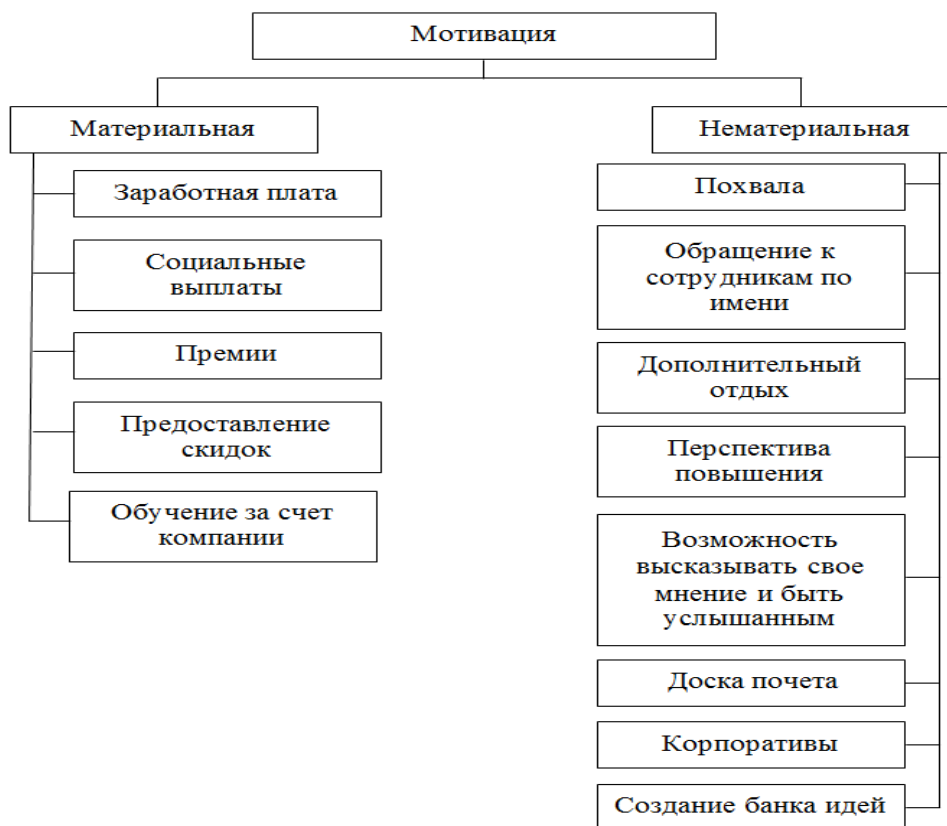 Мотивация
Материальная
Заработная плата
Социальные
выплаты
Премии
Предоставление
скидок
Обучение за счет
компании
Нематериальная
Похвала
Обращение к
сотрудникам по
имени
Дополнительный
отдых
Перспектива
повышения
Возможность
высказывать свое
мнение и быть
услышанным
Доска почета
Корпоративы
Создание банка идей